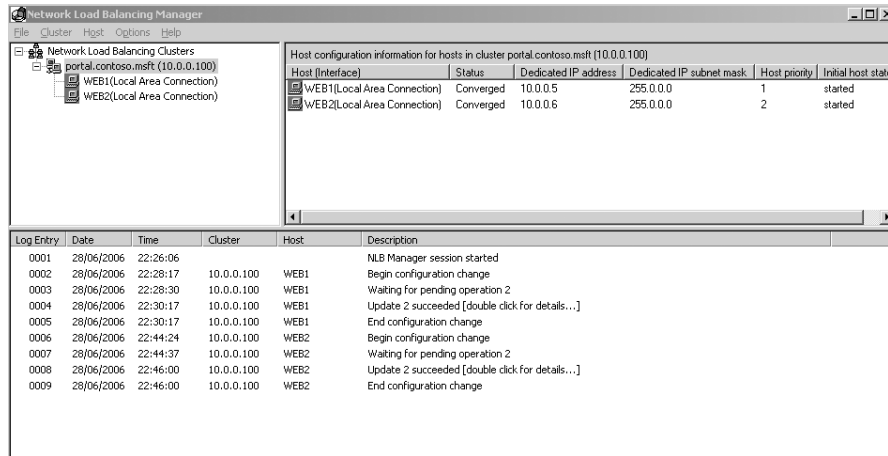 Network Load Balancing Manager
File Cluster Host Options Help
Network Load Balancing Clusters
portal.contoso.msft (10.0.0.100)
WEB1(Local Area Connection)
WEB2(Local Area Connection)
Host configuration information for hosts in cluster portal.contoso.msft (10.0.0.100)
Host (Interface) Status Dedicated IP address Dedicated IP subnet mask Host priority Initial host state
WEB1(Local Area Connection) Converged 10.0.0.5 255.0.0.0 1 started
WEB2(Local Area Connection) Converged 10.0.0.6 255.0.0.0 2 started
Log Entry Date Time Cluster Host Description
0001 28/06/2006 22:26:06 NLB Manager session started
0002 28/06/2006 22:28:17 10.0.0.100 WEB1 Begin configuration change
0003 28/06/2006 22:28:30 10.0.0.100 WEB1 Waiting for pending operation 2
0004 28/06/2006 22:30:17 10.0.0.100 WEB1 Update 2 succeeded [double click for details...]
0005 28/06/2006 22:30:17 10.0.0.100 WEB1 End configuration change
0006 28/06/2006 22:44:24 10.0.0.100 WEB2 Begin configuration change
0007 28/06/2006 22:44:37 10.0.0.100 WEB2 Waiting for pending operation 2
0008 28/06/2006 22:46:00 10.0.0.100 WEB2 Update 2 succeeded [double click for details...]
0009 28/06/2006 22:46:00 10.0.0.100 WEB2 End configuration change